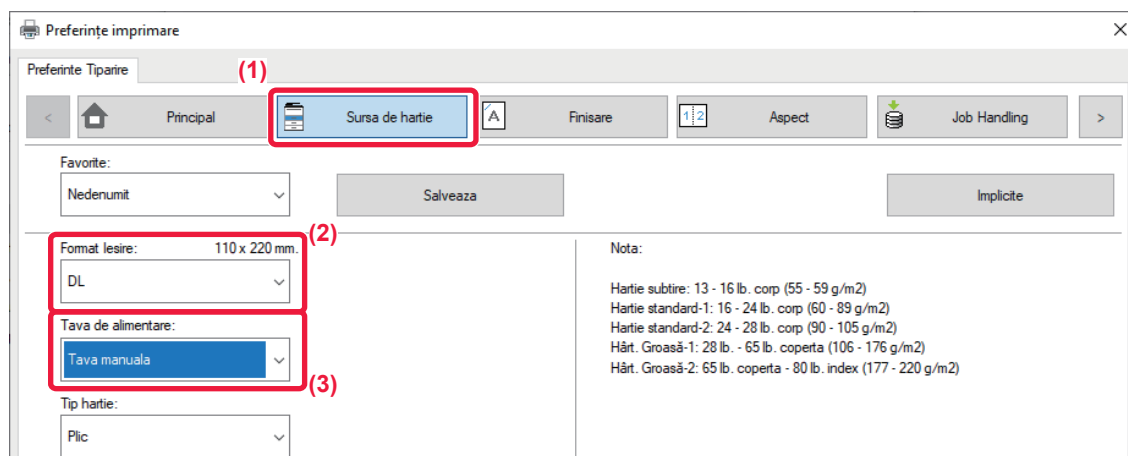 Preferințe imprimare
Preferinte Tiparire
(1)
< Principal Sursa de hartie A Finisare 1 2 Aspect Job Handling >
Favorite:
Nedenumit Salveaza Implicite
(2)
Format Iesire: 110 x 220 mm. Nota:
DL
Hartie subtire: 13 - 16 lb. corp (55 - 59 g/m2)
Hartie standard-1: 16 - 24 lb. corp (60 - 89 g/m2)
Tava de alimentare: Hartie standard-2: 24 - 28 lb. corp (90 - 105 g/m2)
Hârt. Groasă-1: 28 lb. - 65 lb. coperta (106 - 176 g/m2)
Tava manuala Hârt. Groasă-2: 65 lb. coperta - 80 lb. index (177 - 220 g/m2)
(3)
Tip hartie:
Plic